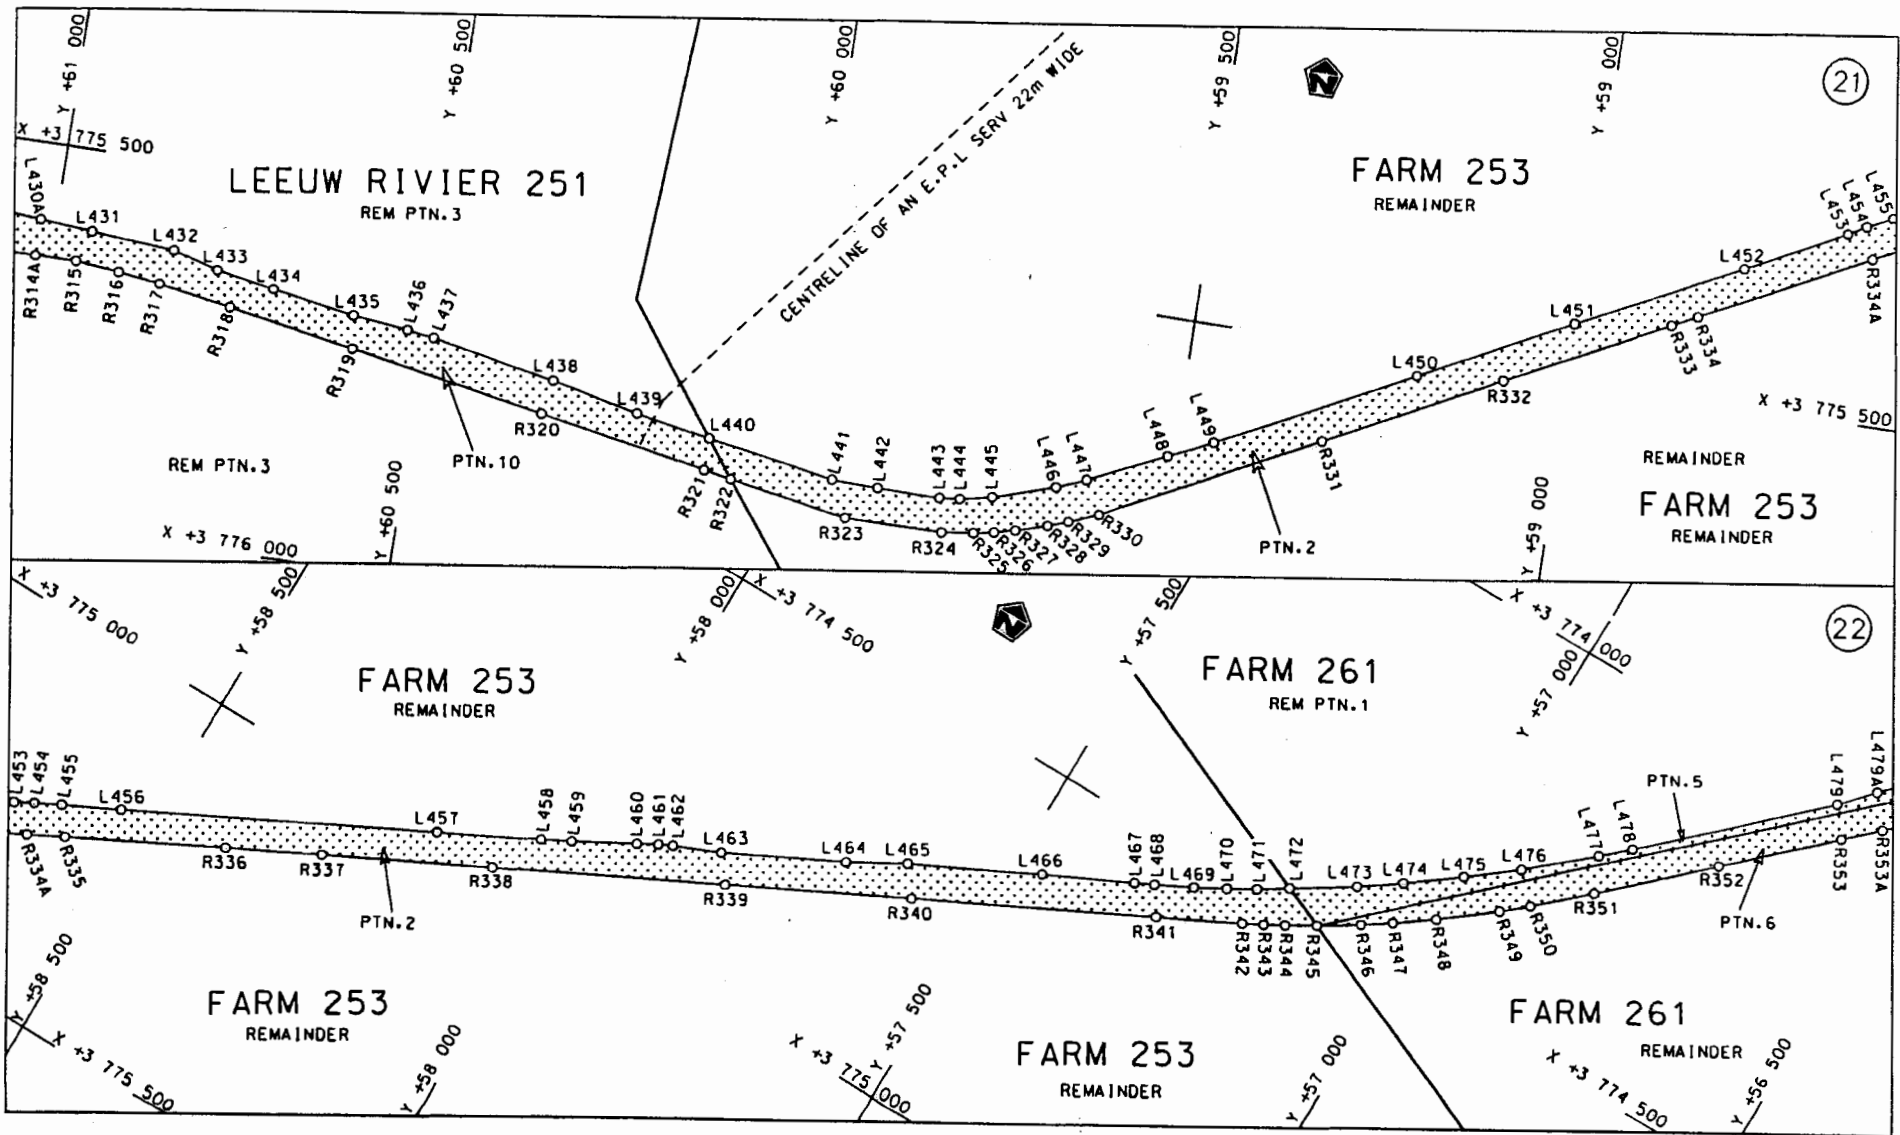 Y +61 000
Y +60 500
Y +60 000
Y +59 500
Y +59 000
21
X +3 775 500
LEEUW RIVIER 251
REM PTN.3
CENTRELINE OF AN E.P.L SERV 22m WIDE
FARM 253
REMAINDER
L430A
L431
L432
L433
L434
L435
L436
L437
L438
L439
L440
L441
L442
L443
L444
L445
L446
L447
L448
L449
L450
L451
L452
L453
L454
L455
R314A
R315
R316
R317
R318
R319
R320
R321
R322
R323
R324
R325
R326
R327
R328
R329
R330
R331
R332
R333
R334
R334A
PTN.10
PTN.2
REM PTN.3
X +3 775 500
REMAINDER
FARM 253
REMAINDER
X +3 776 000
Y +60 500
Y +59 000
X +3 775 000
Y +58 500
Y +58 000
X +3 774 500
Y +57 500
X +3 774 000
Y +57 000
22
FARM 253
REMAINDER
FARM 261
REM PTN.1
L453
L454
L455
L456
L457
L458
L459
L460
L461
L462
L463
L464
L465
L466
L467
L468
L469
L470
L471
L472
L473
L474
L475
L476
L477
L478
PTN.5
L479
L479A
R334A
R335
R336
R337
R338
R339
R340
R341
R342
R343
R344
R345
R346
R347
R348
R349
R350
R351
R352
R353
R353A
PTN.2
PTN.6
Y +58 500
X +3 775 500
FARM 253
REMAINDER
Y +58 000
X +3 775 000
Y +57 500
FARM 253
REMAINDER
Y +57 000
FARM 261
REMAINDER
X +3 774 500
Y +56 500